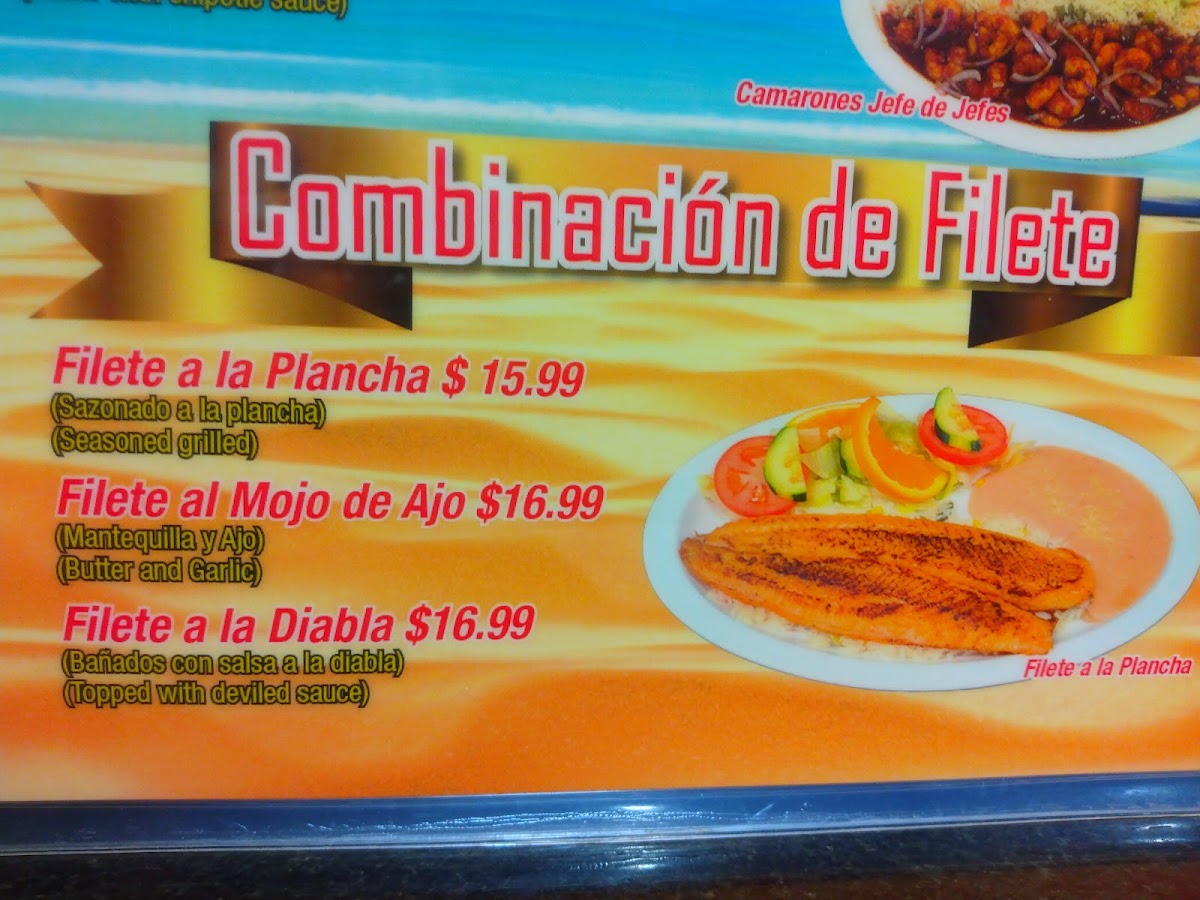 chipotle sauce)
Camarones Jefe de Jefes
Combinación de Filete
Filete a la Plancha $ 15.99
(Sazonado a la plancha)
(Seasoned grilled)
Filete al Mojo de Ajo $16.99
(Mantequilla y Ajo)
(Butter and Garlic)
Filete a la Diabla $16.99
(Bañados con salsa a la diabla)
(Topped with deviled sauce)
Filete a la Plancha